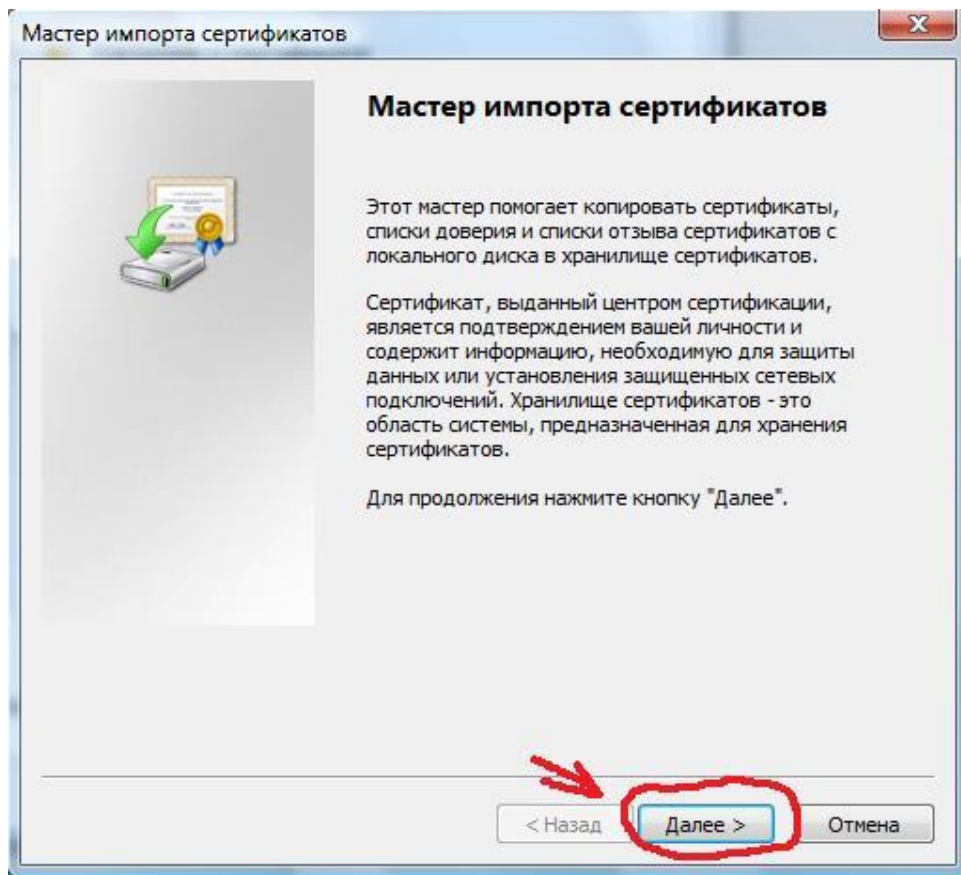 Мастер импорта сертификатов
Мастер импорта сертификатов
Этот мастер помогает копировать сертификаты,
списки доверия и списки отзыва сертификатов с
локального диска в хранилище сертификатов.
Сертификат, выданный центром сертификации,
является подтверждением вашей личности и
содержит информацию, необходимую для защиты
данных или установления защищенных сетевых
подключений. Хранилище сертификатов - это
область системы, предназначенная для хранения
сертификатов.
Для продолжения нажмите кнопку "Далее".
< Назад
Далее >
Отмена